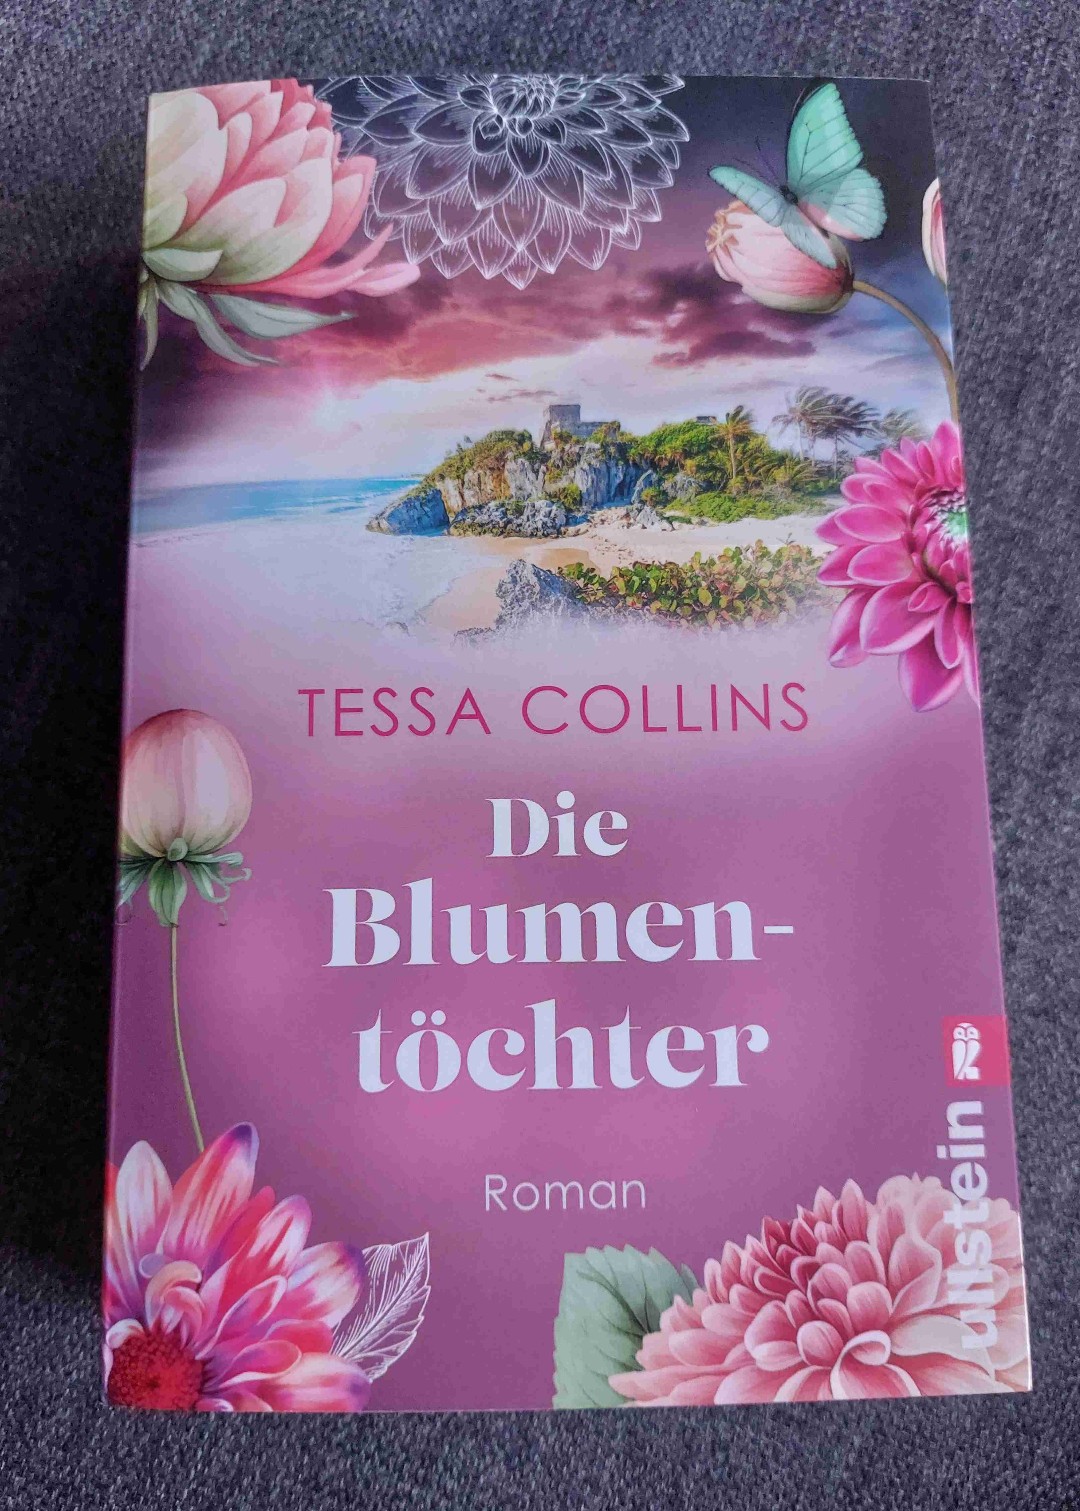 TESSA COLLINS
Die
Blumen-
töchter
Roman
ullstein